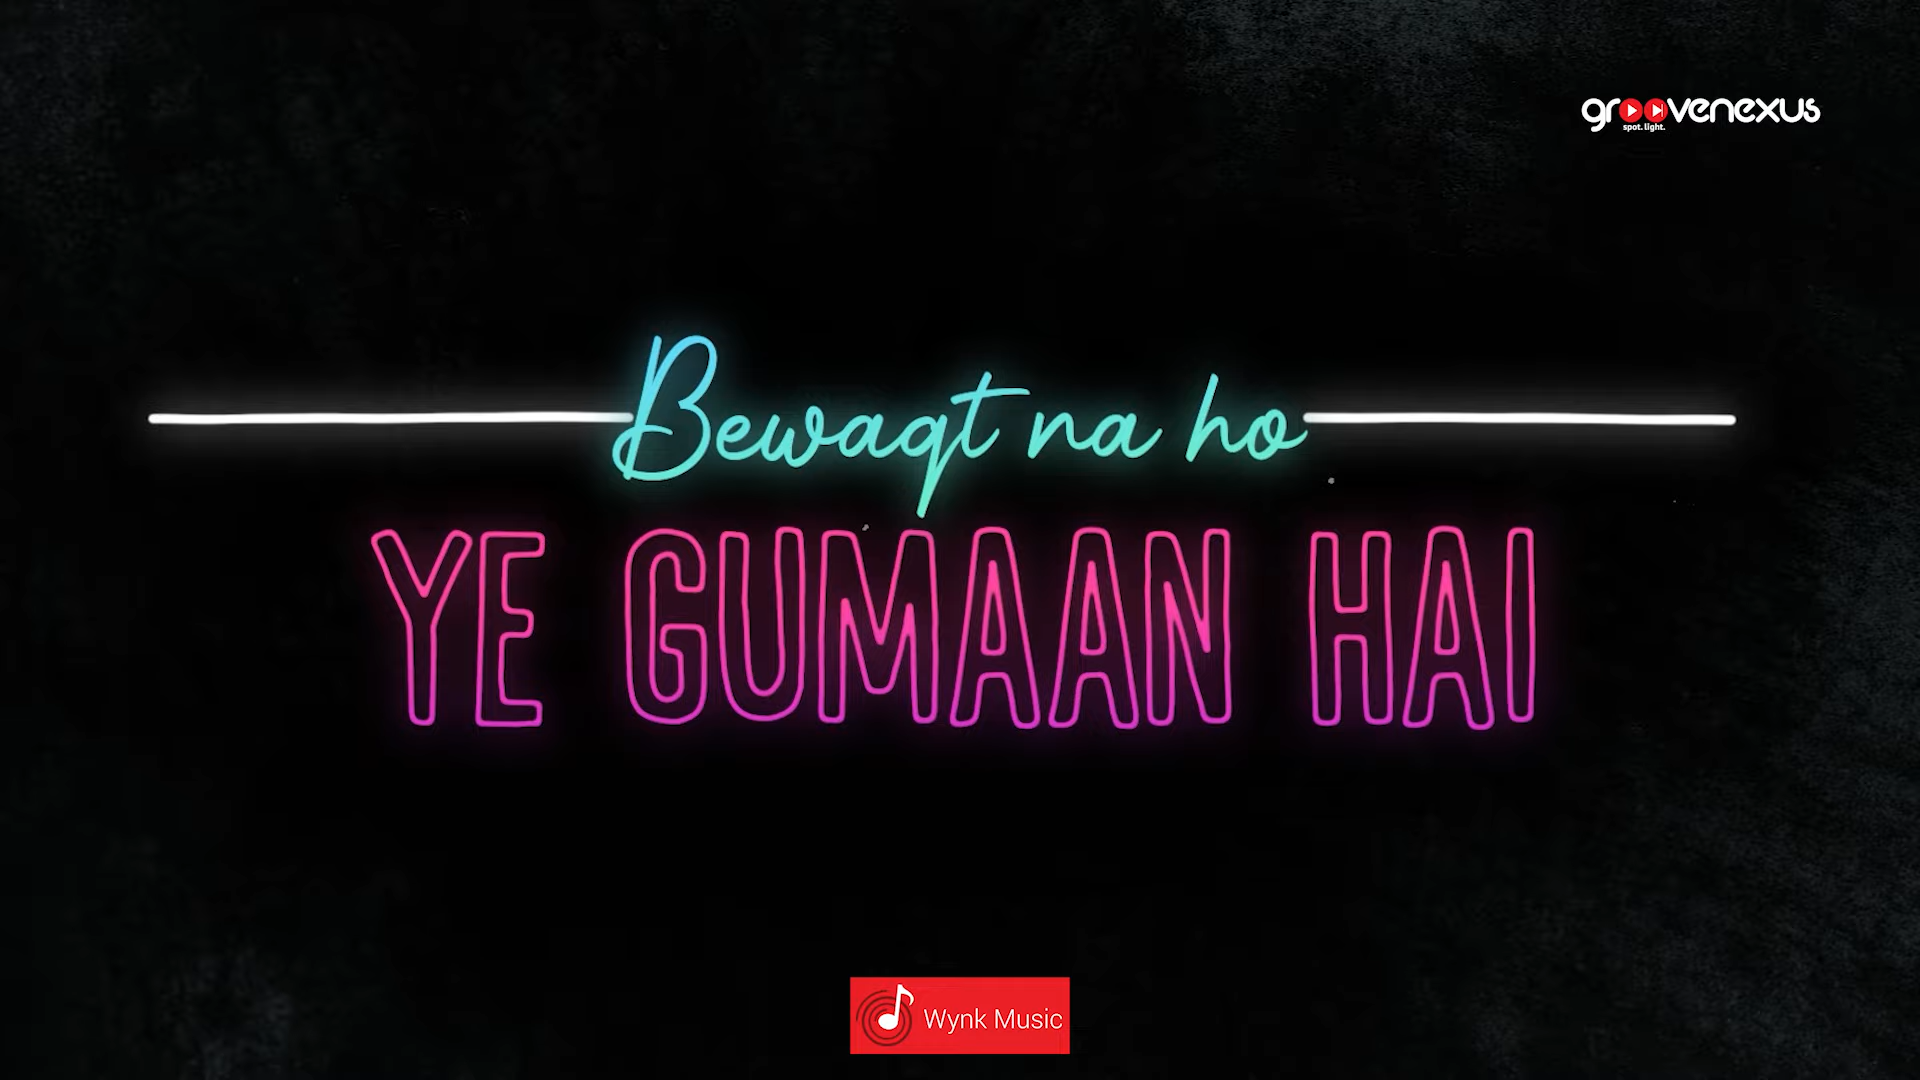 groovenexus
spot.light.
Bewaqt na ho
YE GUMAAN HAI
Wynk Music